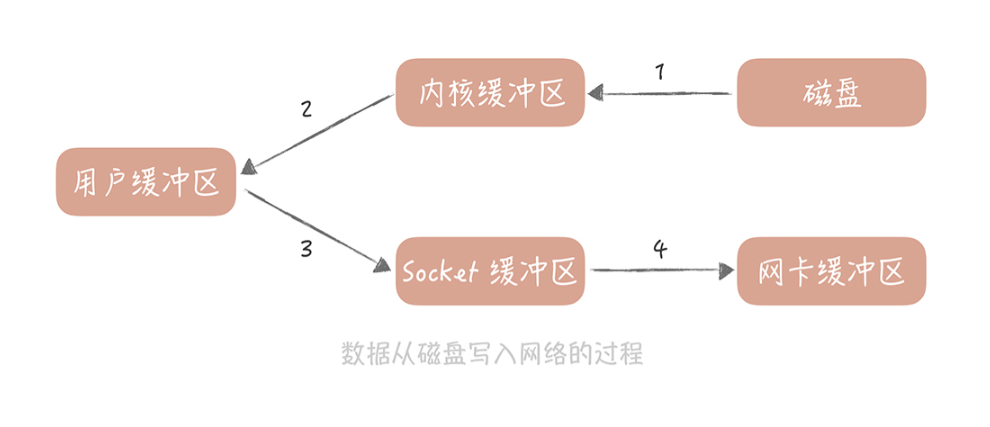 内核缓冲区
1
磁盘
2
用户缓冲区
3
Socket 缓冲区
4
网卡缓冲区
数据从磁盘写入网络的过程